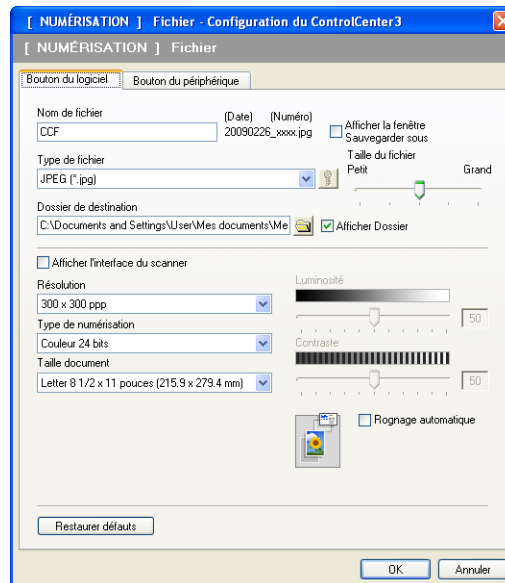 [ NUMÉRISATION ] Fichier - Configuration du ControlCenter3
[ NUMÉRISATION ] Fichier
Bouton du logiciel
Bouton du périphérique
Nom de fichier
(Date) (Numéro)
CCF
20090226_xxxx.jpg
Afficher la fenêtre
Sauvegarder sous
Type de fichier
Taille du fichier
Petit
Grand
JPEG (*.jpg)
Dossier de destination
C:\Documents and Settings\User\Mes documents\Me
Afficher Dossier
Afficher l'interface du scanner
Résolution
300 x 300 ppp
Type de numérisation
Couleur 24 bits
Taille document
Letter 8 1/2 x 11 pouces (215.9 x 279.4 mm)
Luminosité
50
Contraste
50
Rognage automatique
Restaurer défauts
OK
Annuler